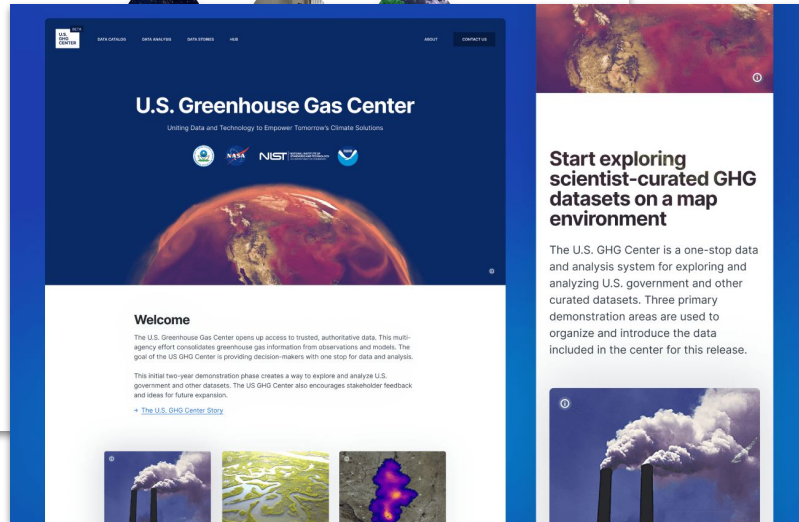 U.S.
GHG
CENTER
BETA
DATA CATALOG
DATA ANALYSIS
DATA STORIES
HUB
ABOUT
CONTACT US
U.S. Greenhouse Gas Center
Uniting Data and Technology to Empower Tomorrow's Climate Solutions
NASA
NIST
Welcome
The U.S. Greenhouse Gas Center opens up access to trusted, authoritative data. This multi-
agency effort consolidates greenhouse gas information from observations and models. The
goal of the US GHG Center is providing decision-makers with one stop for data and analysis.
This initial two-year demonstration phase creates a way to explore and analyze U.S.
government and other datasets. The US GHG Center also encourages stakeholder feedback
and ideas for future expansion.
The U.S. GHG Center Story
Start exploring
scientist-curated GHG
datasets on a map
environment
The U.S. GHG Center is a one-stop data
and analysis system for exploring and
analyzing U.S. government and other
curated datasets. Three primary
demonstration areas are used to
organize and introduce the data
included in the center for this release.